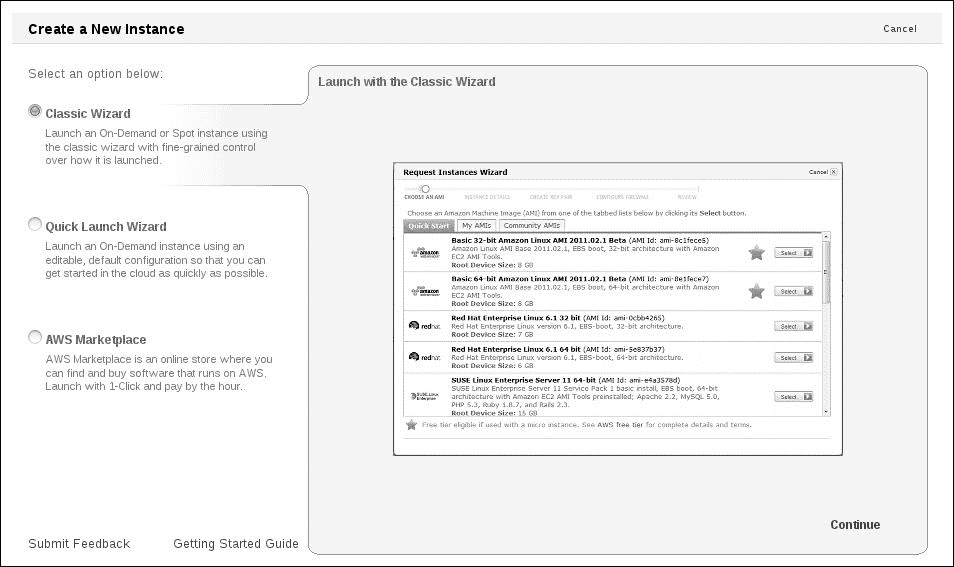 Create a New Instance
Cancel
Select an option below:
Classic Wizard
Launch an On-Demand or Spot instance using
the classic wizard with fine-grained control
over how it is launched.
Quick Launch Wizard
Launch an On-Demand instance using an
editable, default configuration so that you can
get started in the cloud as quickly as possible.
AWS Marketplace
AWS Marketplace is an online store where you
can find and buy software that runs on AWS.
Launch with 1-Click and pay by the hour.
Submit Feedback
Getting Started Guide
Launch with the Classic Wizard
Request Instances Wizard
Cancel
CHOOSE AN AMI
INSTANCE DETAILS
CREATE KEY PAIR
CONFIGURE FIREWALL
REVIEW
Choose an Amazon Machine Image (AMI) from one of the tabbed lists below by clicking its Select button.
Quick Start
My AMIs
Community AMIs
amazon
Basic 32-bit Amazon Linux AMI 2011.02.1 Beta (AMI Id: ami-8c1fece5)
Amazon Linux AMI Base 2011.02.1, EBS boot, 32-bit architecture with Amazon
EC2 AMI Tools.
Root Device Size: 8 GB
Select
amazon
Basic 64-bit Amazon Linux AMI 2011.02.1 Beta (AMI Id: ami-8e1fece7)
Amazon Linux AMI Base 2011.02.1, EBS boot, 64-bit architecture with Amazon
EC2 AMI Tools.
Root Device Size: 8 GB
Select
redhat
Red Hat Enterprise Linux 6.1 32 bit (AMI Id: ami-0cbb4265)
Red Hat Enterprise Linux version 6.1, EBS-boot, 32-bit architecture.
Root Device Size: 7 GB
Select
redhat
Red Hat Enterprise Linux 6.1 64 bit (AMI Id: ami-5e837b37)
Red Hat Enterprise Linux version 6.1, EBS-boot, 64-bit architecture.
Root Device Size: 6 GB
Select
SUSE Linux
Enterprise
SUSE Linux Enterprise Server 11 64-bit (AMI Id: ami-e4a3578d)
SUSE Linux Enterprise Server 11 Service Pack 1 basic install, EBS boot, 64-bit
architecture with Amazon EC2 AMI Tools preinstalled; Apache 2.2, MySQL 5.0,
PHP 5.3, Ruby 1.8.7, and Rails 2.3.
Root Device Size: 15 GB
Select
Free tier eligible if used with a micro instance. See AWS free tier for complete details and terms.
Continue